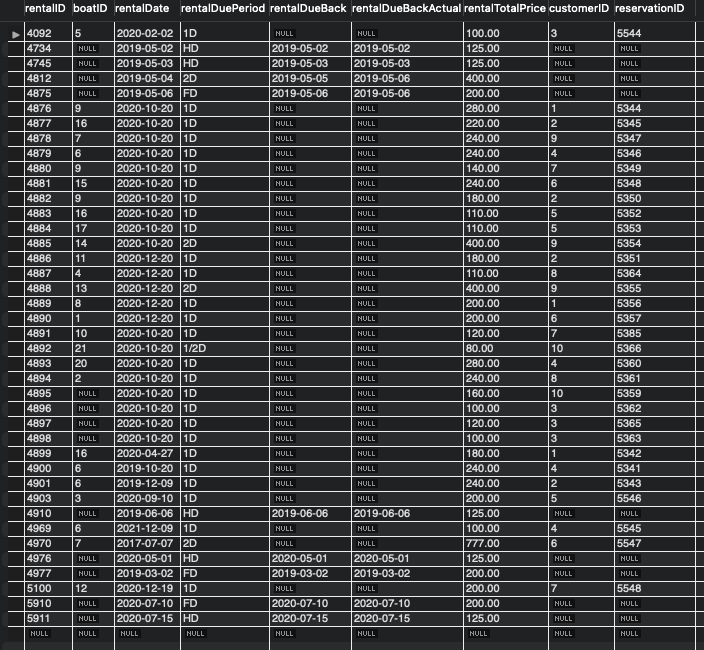 rentalID boatID rentalDate rentalDuePeriod rentalDueBack rentalDueBackActual rentalTotalPrice customerID reservationID
4092 5 2020-02-02 1D NULL NULL 100.00 3 5544
4734 NULL 2019-05-02 HD 2019-05-02 2019-05-02 125.00 NULL NULL
4745 NULL 2019-05-03 HD 2019-05-03 2019-05-03 125.00 NULL NULL
4812 NULL 2019-05-04 2D 2019-05-05 2019-05-06 400.00 NULL NULL
4875 NULL 2019-05-06 FD 2019-05-06 2019-05-06 200.00 NULL NULL
4876 9 2020-10-20 1D NULL NULL 280.00 1 5344
4877 16 2020-10-20 1D NULL NULL 220.00 2 5345
4878 7 2020-10-20 1D NULL NULL 240.00 9 5347
4879 6 2020-10-20 1D NULL NULL 240.00 4 5346
4880 9 2020-10-20 1D NULL NULL 140.00 7 5349
4881 15 2020-10-20 1D NULL NULL 240.00 6 5348
4882 9 2020-10-20 1D NULL NULL 180.00 2 5350
4883 16 2020-10-20 1D NULL NULL 110.00 5 5352
4884 17 2020-10-20 1D NULL NULL 110.00 5 5353
4885 14 2020-10-20 2D NULL NULL 400.00 9 5354
4886 11 2020-12-20 1D NULL NULL 180.00 2 5351
4887 4 2020-12-20 1D NULL NULL 110.00 8 5364
4888 13 2020-12-20 2D NULL NULL 400.00 9 5355
4889 8 2020-12-20 1D NULL NULL 200.00 1 5356
4890 1 2020-12-20 1D NULL NULL 200.00 6 5357
4891 10 2020-10-20 1D NULL NULL 120.00 7 5385
4892 21 2020-10-20 1/2D NULL NULL 80.00 10 5366
4893 20 2020-10-20 1D NULL NULL 280.00 4 5360
4894 2 2020-10-20 1D NULL NULL 240.00 8 5361
4895 NULL 2020-10-20 1D NULL NULL 160.00 10 5359
4896 NULL 2020-10-20 1D NULL NULL 100.00 3 5362
4897 NULL 2020-10-20 1D NULL NULL 120.00 3 5365
4898 NULL 2020-10-20 1D NULL NULL 100.00 3 5363
4899 16 2020-04-27 1D NULL NULL 180.00 1 5342
4900 6 2019-10-20 1D NULL NULL 240.00 4 5341
4901 6 2019-12-09 1D NULL NULL 240.00 2 5343
4903 3 2020-09-10 1D NULL NULL 200.00 5 5546
4910 NULL 2019-06-06 HD 2019-06-06 2019-06-06 125.00 NULL NULL
4969 6 2021-12-09 1D NULL NULL 100.00 4 5545
4970 7 2017-07-07 2D NULL NULL 777.00 6 5547
4976 NULL 2020-05-01 HD 2020-05-01 2020-05-01 125.00 NULL NULL
4977 NULL 2019-03-02 FD 2019-03-02 2019-03-02 200.00 NULL NULL
5100 12 2020-12-19 1D NULL NULL 200.00 7 5548
5910 NULL 2020-07-10 FD 2020-07-10 2020-07-10 200.00 NULL NULL
5911 NULL 2020-07-15 HD 2020-07-15 2020-07-15 125.00 NULL NULL
NULL NULL NULL NULL NULL NULL NULL NULL NULL